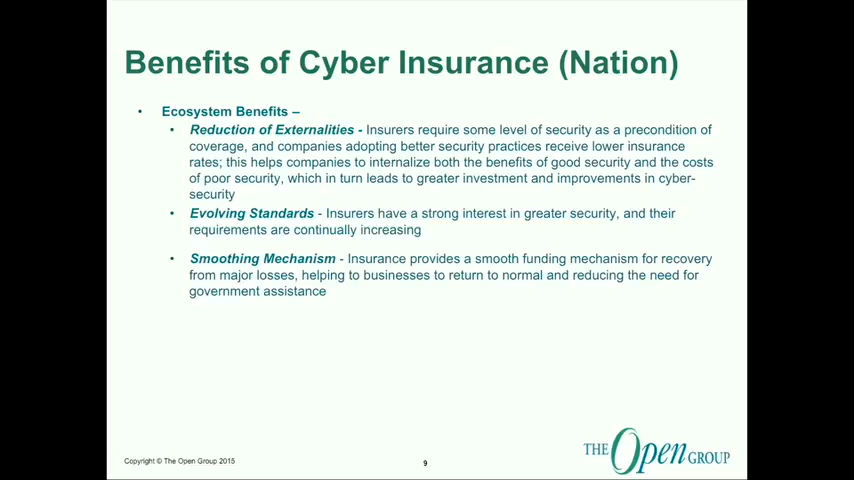 Benefits of Cyber Insurance (Nation)
• Ecosystem Benefits –
• Reduction of Externalities - Insurers require some level of security as a precondition of
coverage, and companies adopting better security practices receive lower insurance
rates; this helps companies to internalize both the benefits of good security and the costs
of poor security, which in turn leads to greater investment and improvements in cyber-
security
• Evolving Standards - Insurers have a strong interest in greater security, and their
requirements are continually increasing
• Smoothing Mechanism - Insurance provides a smooth funding mechanism for recovery
from major losses, helping to businesses to return to normal and reducing the need for
government assistance
Copyright © The Open Group 2015
9
THE Open GROUP